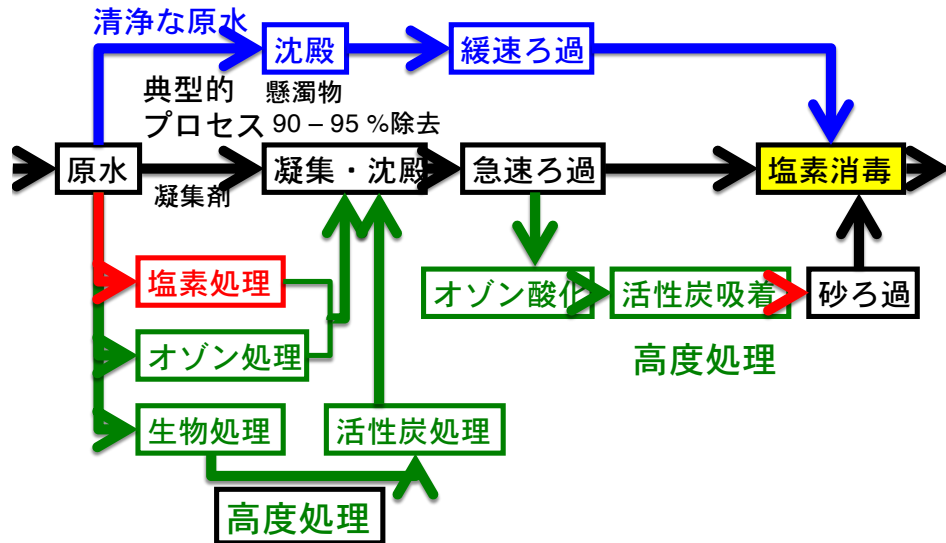 清浄な原水
沈殿
緩速ろ過
典型的
プロセス
懸濁物
90 – 95 %除去
原水
凝集剤
凝集・沈殿
急速ろ過
塩素消毒
塩素処理
オゾン酸化
活性炭吸着
砂ろ過
オゾン処理
高度処理
生物処理
活性炭処理
高度処理